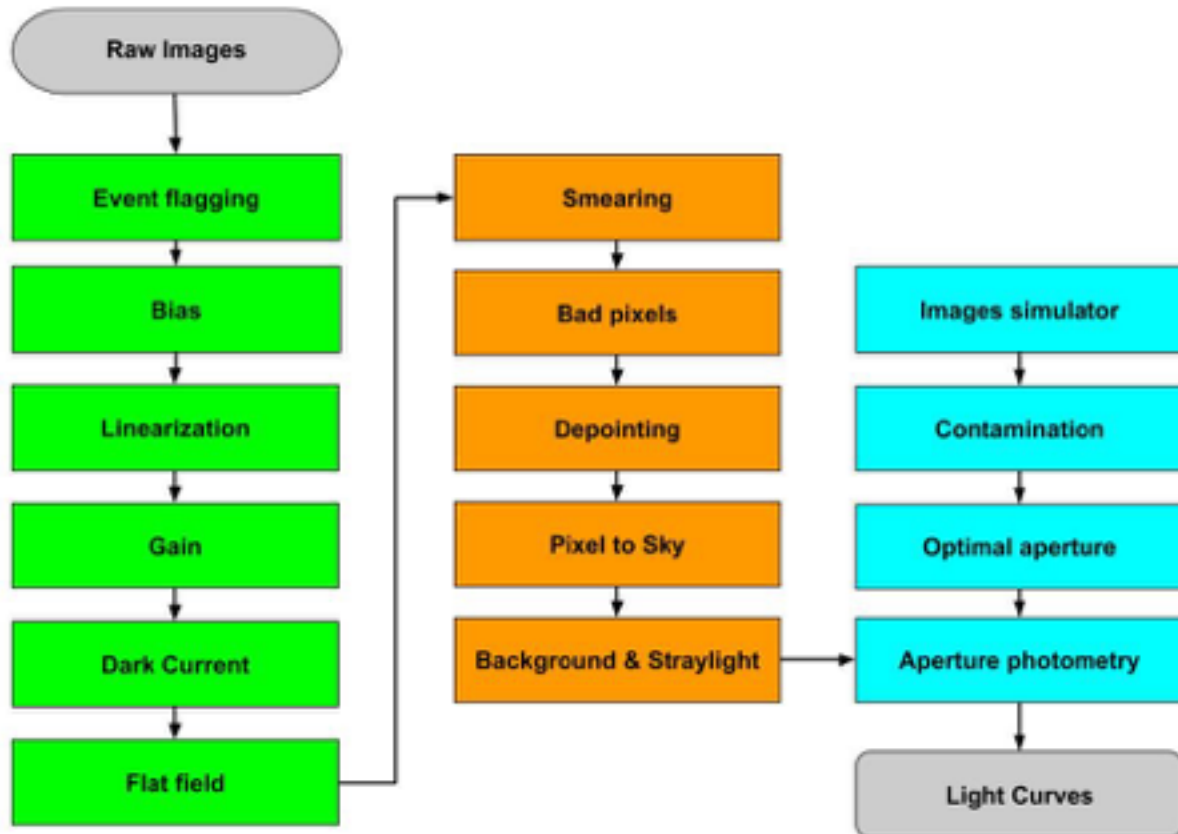 Raw Images
Event flagging
Bias
Linearization
Gain
Dark Current
Flat field
Smearing
Bad pixels
Depointing
Pixel to Sky
Background & Straylight
Images simulator
Contamination
Optimal aperture
Aperture photometry
Light Curves